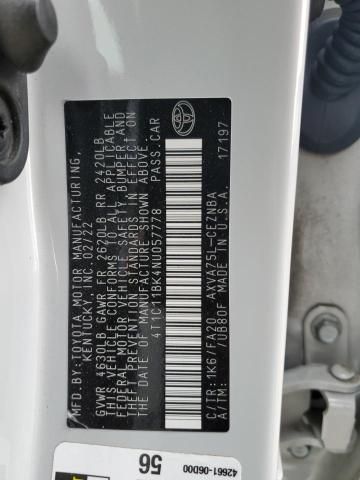 MFD.BY:TOYOTA MOTOR MANUFACTURING,
KENTUCKY, INC. 02/22
GVWR 4630LB GAWR FR 2670LB RR 2420LB
THIS VEHICLE CONFORMS TO ALL APPLICABLE
FEDERAL MOTOR VEHICLE SAFETY,BUMPER,AND
THEFT PREVENTION STANDARDS IN EFFECT ON
THE DATE OF MANUFACTURE SHOWN ABOVE.
4T1C11BK4NU057778 PASS.CAR
C/TR: 1K6/FA20 AXVA75L-CEZNBA
A/TM: /UB80F MADE IN U.S.A. 17197
42661-06D00
56